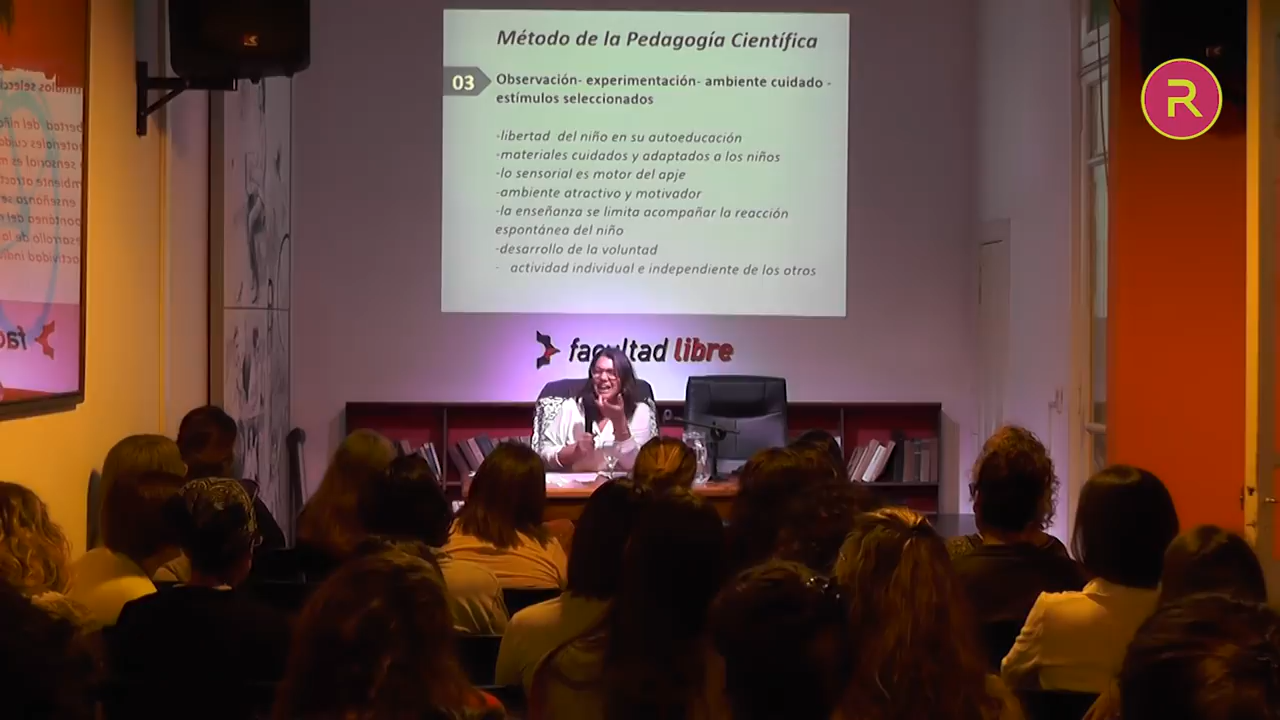 Método de la Pedagogía Científica
03
Observación- experimentación- ambiente cuidado -
estímulos seleccionados
-libertad del niño en su autoeducación
-materiales cuidados y adaptados a los niños
-lo sensorial es motor del apje
-ambiente atractivo y motivador
-la enseñanza se limita acompañar la reacción
espontánea del niño
-desarrollo de la voluntad
- actividad individual e independiente de los otros
facultad libre
R